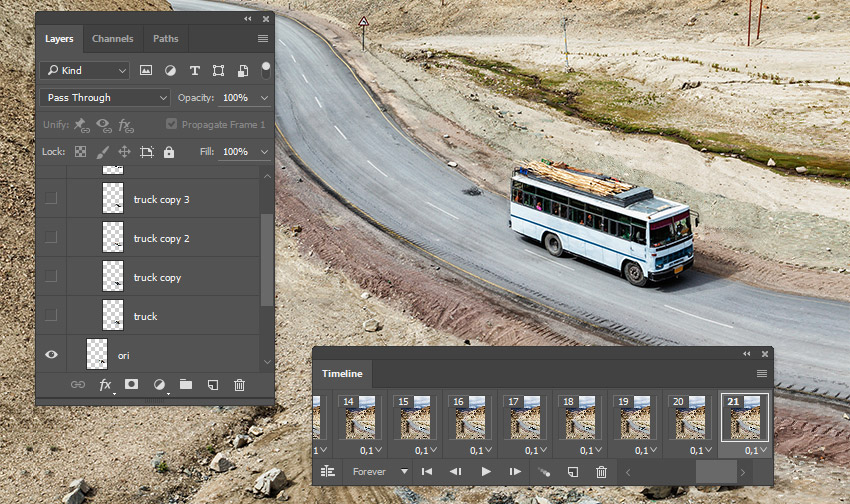 Layers Channels Paths
Kind
Pass Through Opacity: 100%
Unify: Propagate Frame 1
Lock: Fill: 100%
truck copy 3
truck copy 2
truck copy
truck
ori
fx
Timeline
14 15 16 17 18 19 20 21
0,1 0,1 0,1 0,1 0,1 0,1 0,1 0,1
Forever